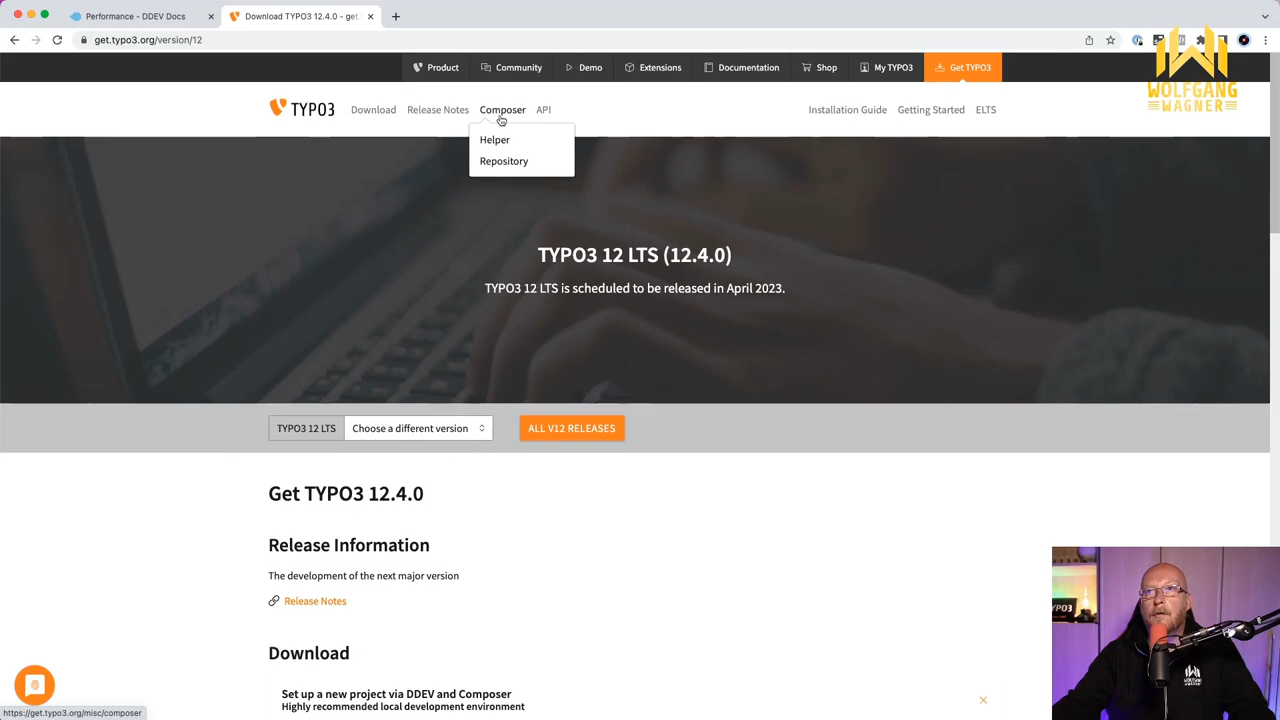 Performance - DDEV Docs
Download TYPO3 12.4.0 - get.
get.typo3.org/version/12
Product
Community
Demo
Extensions
Documentation
Shop
My TYPO3
Get TYPO3
WOLFGANG
WAGNER
TYPO3
Download
Release Notes
Composer
API
Installation Guide
Getting Started
ELTS
Helper
Repository
TYPO3 12 LTS (12.4.0)
TYPO3 12 LTS is scheduled to be released in April 2023.
TYPO3 12 LTS
Choose a different version
ALL V12 RELEASES
Get TYPO3 12.4.0
Release Information
The development of the next major version
Release Notes
Download
Set up a new project via DDEV and Composer
Highly recommended local development environment
https://get.typo3.org/misc/composer
TYPO3